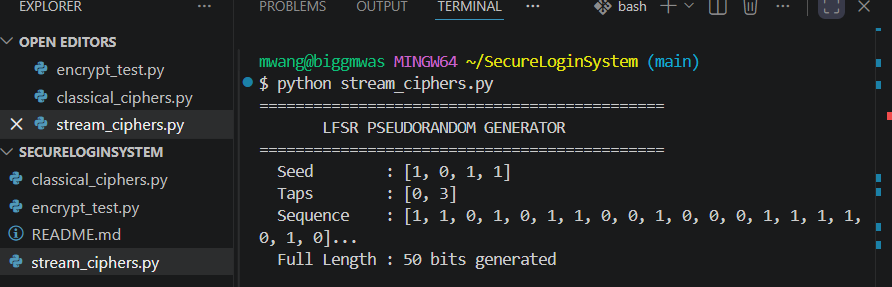 EXPLORER
OPEN EDITORS
encrypt_test.py
classical_ciphers.py
stream_ciphers.py
SECURELOGINSYSTEM
classical_ciphers.py
encrypt_test.py
README.md
stream_ciphers.py
PROBLEMS OUTPUT TERMINAL ... bash
mwang@biggmwas MINGW64 ~/SecureLoginSystem (main)
$ python stream_ciphers.py
=============================================
LFSR PSEUDORANDOM GENERATOR
=============================================
Seed : [1, 0, 1, 1]
Taps : [0, 3]
Sequence : [1, 1, 0, 1, 0, 1, 1, 0, 0, 1, 0, 0, 0, 1, 1, 1, 1,
0, 1, 0]...
Full Length : 50 bits generated